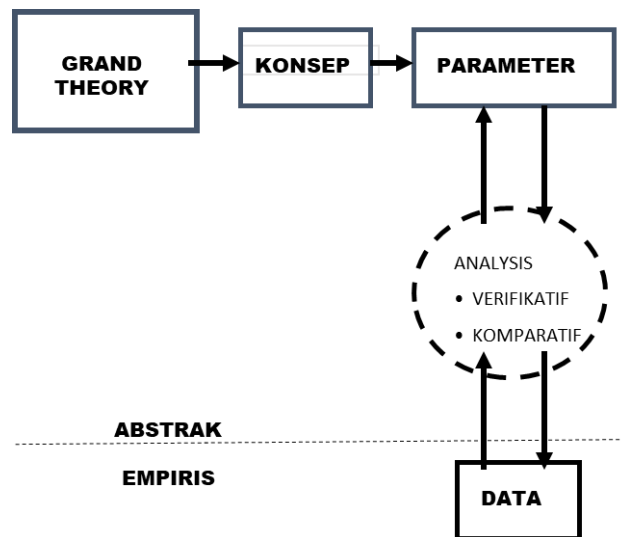 GRAND
THEORY
KONSEP
PARAMETER
ANALYSIS
• VERIFIKATIF
• KOMPARATIF
ABSTRAK
EMPIRIS
DATA